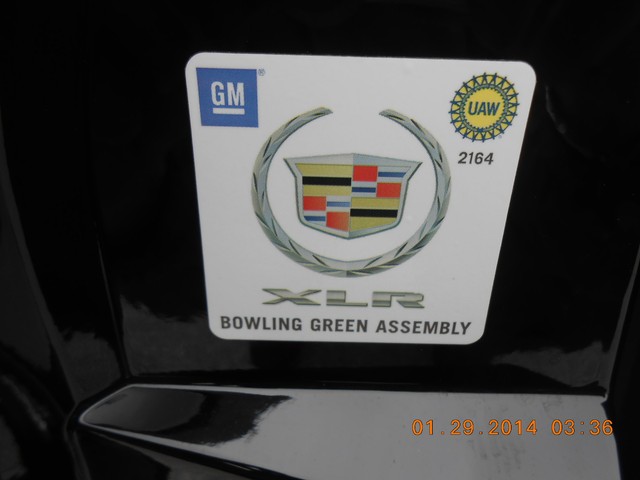 GM
UAW
2164
XLR
BOWLING GREEN ASSEMBLY
01.29.2014 03:36